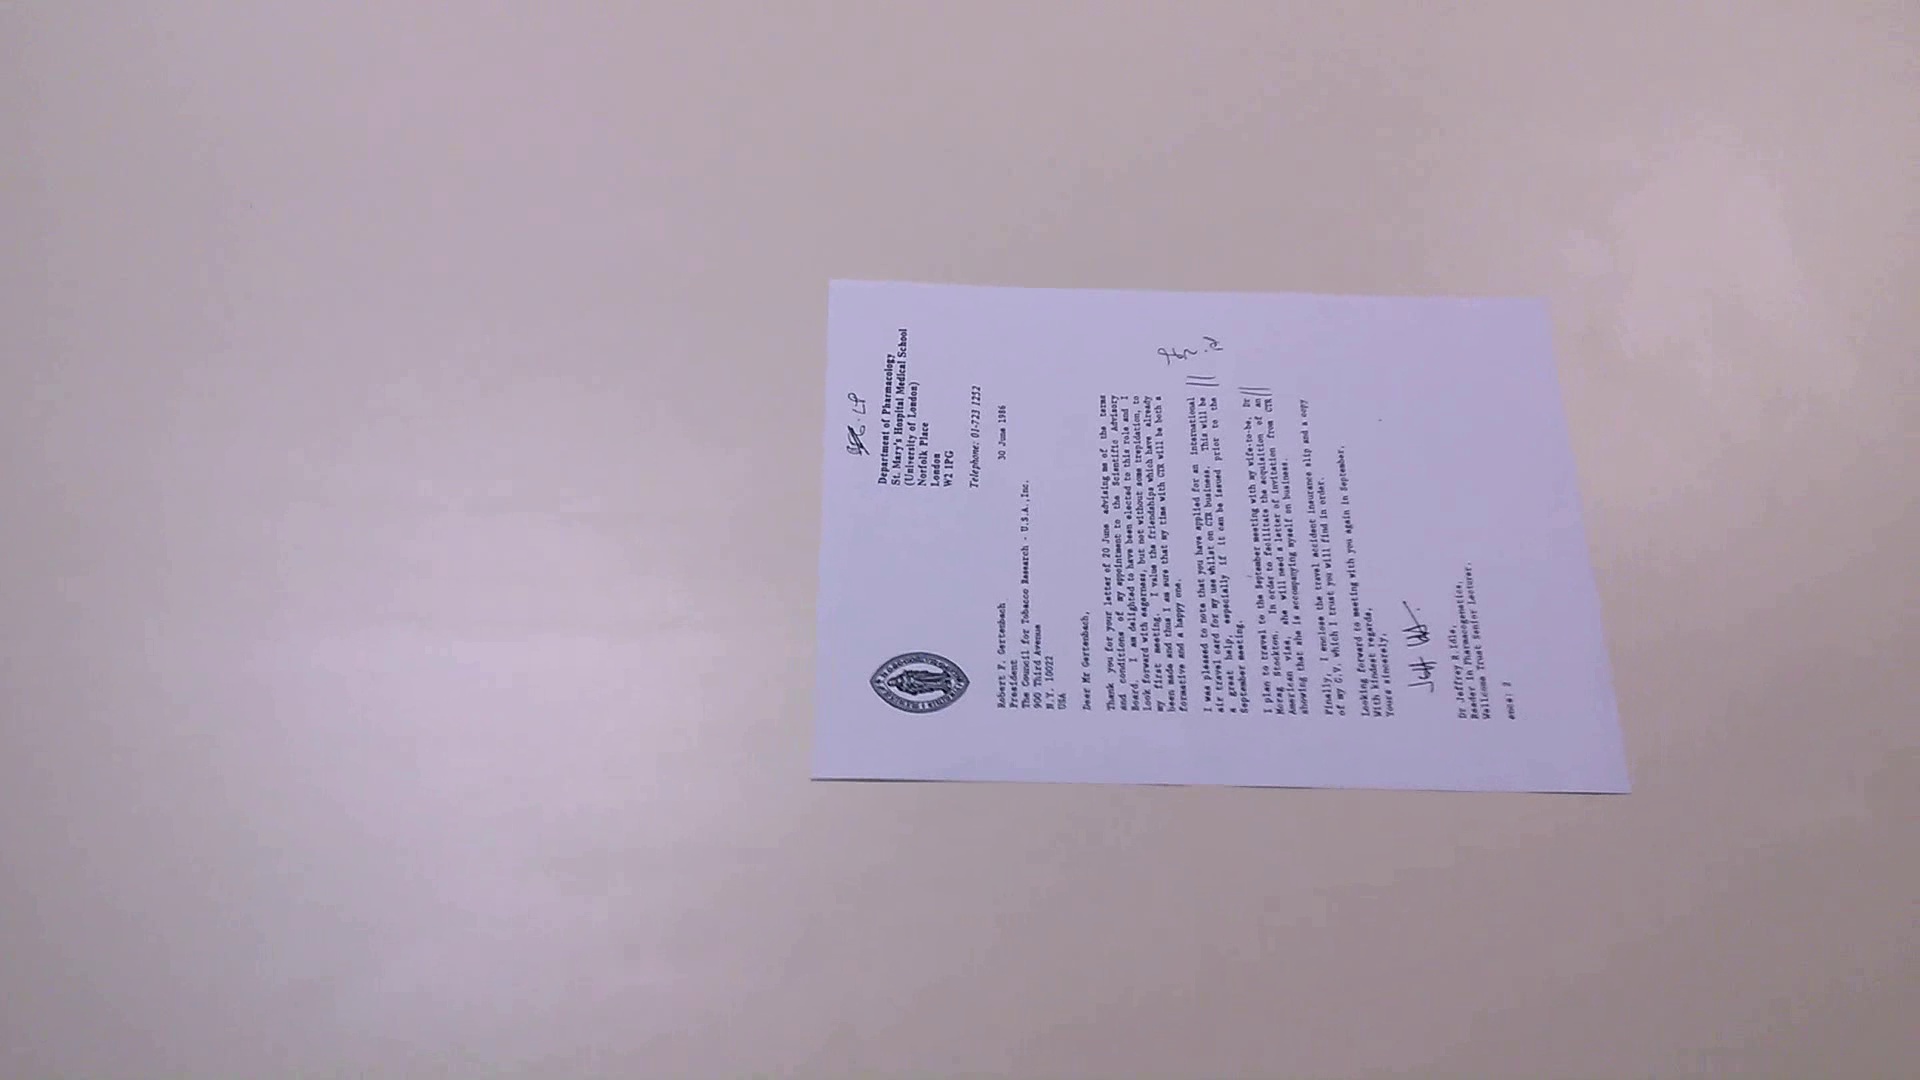 Department of Pharmacology
St. Mary's Hospital Medical School
(University of London)
Norfolk Place
London
W2 1PG
Telephone: 01-723 1252
30 June 1986
Robert F. Gertenbach
President
The Council for Tobacco Research - U.S.A.,Inc.
900 Third Avenue
N.Y. 10022
USA
Dear Mr Gertenbach,
Thank you for your letter of 20 June advising me of the terms
and conditions of my appointment to the Scientific Advisory
Board. I am delighted to have been elected to this role and I
look forward with eagerness, but not without some trepidation, to
my first meeting. I value the friendships which have already
been made and thus I am sure that my time with CTR will be both a
formative and a happy one.
I was pleased to note that you have applied for an international
air travel card for my use whilst on CTR business. This will be
a great help, especially if it can be issued prior to the
September meeting.
I plan to travel to the September meeting with my wife-to-be, Dr
Morag Stockton. In order to facilitate the acquisition of an
American visa, she will need a letter of invitation from CTR
showing that she is accompanying myself on business.
Finally, I enclose the travel accident insurance slip and a copy
of my C.V. which I trust you will find in order.
Looking forward to meeting with you again in September.
With kindest regards,
Yours sincerely,
Dr Jeffrey R.Idle,
Reader in Pharmacogenetics,
Wellcome Trust Senior Lecturer.
encs: 2